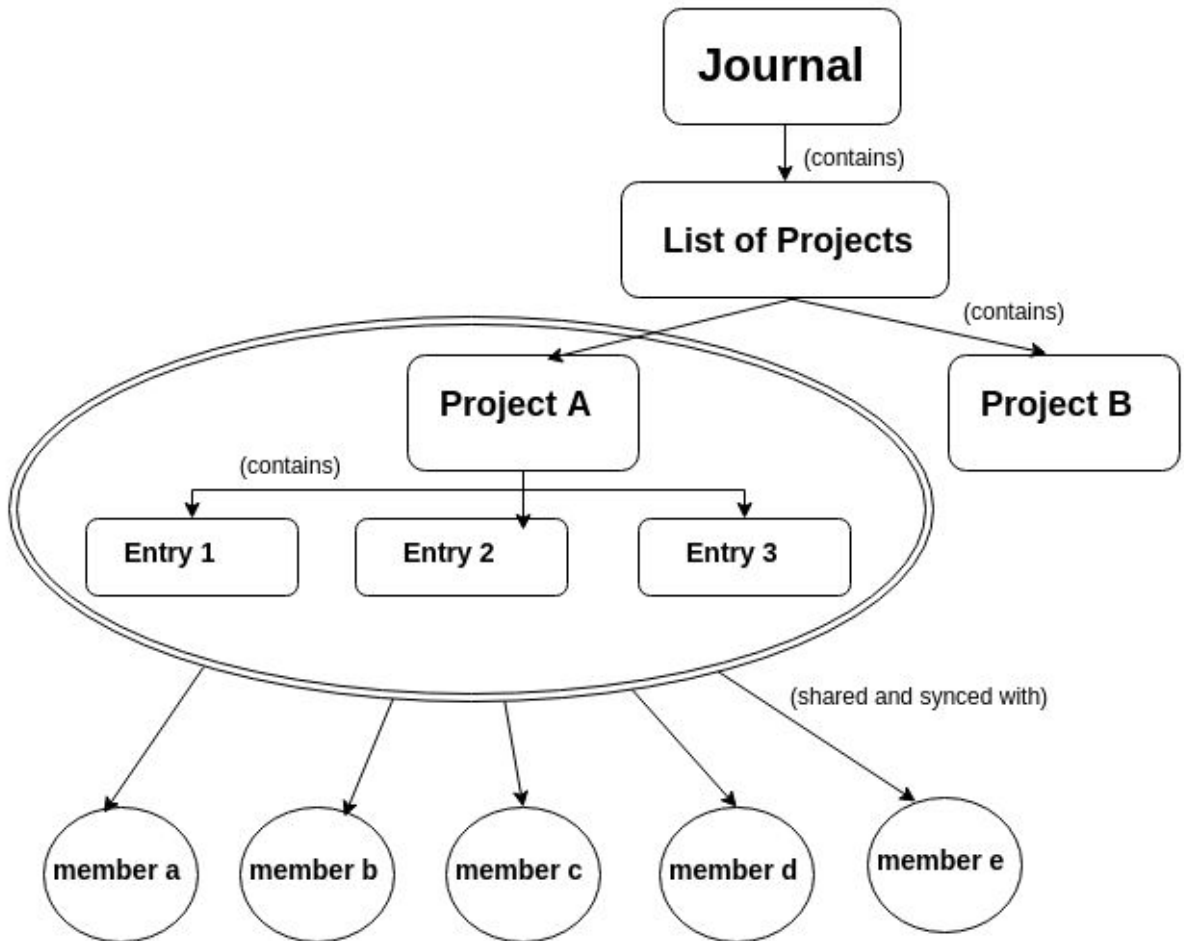 Journal
(contains)
List of Projects
(contains)
Project A
Project B
(contains)
Entry 1
Entry 2
Entry 3
(shared and synced with)
member a
member b
member c
member d
member e